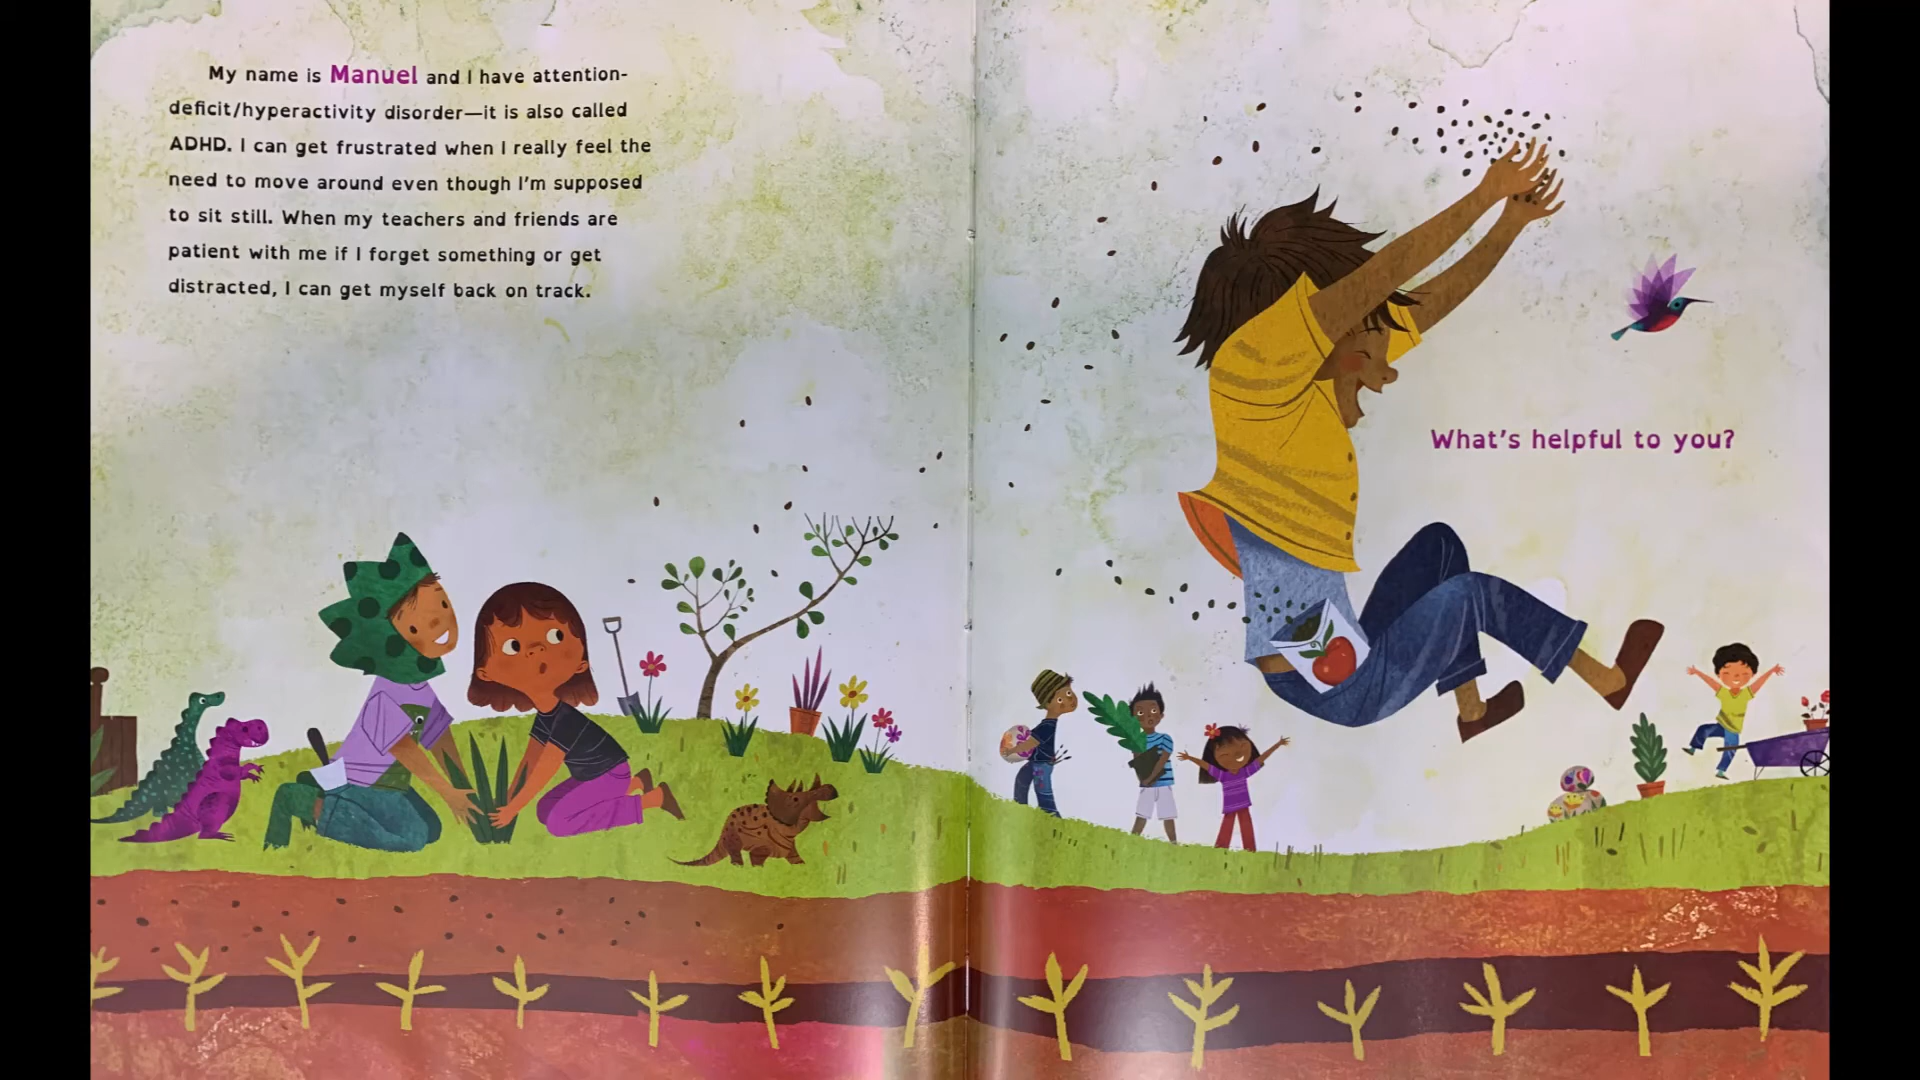 My name is Manuel and I have attention-
deficit/hyperactivity disorder—it is also called
ADHD. I can get frustrated when I really feel the
need to move around even though I'm supposed
to sit still. When my teachers and friends are
patient with me if I forget something or get
distracted, I can get myself back on track.
What's helpful to you?